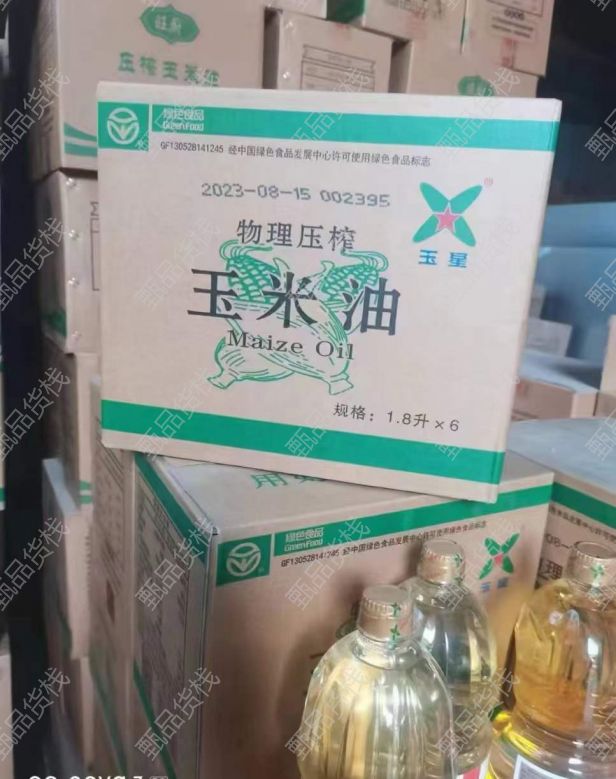 压榨玉米油
绿色食品
GreenFood
GF130528141245 经中国绿色食品发展中心许可使用绿色食品标志
2023-08-15 002395
玉星
物理压榨
玉米油
Maize Oil
规格：1.8升×6
绿色食品
GreenFood
GF130528141245 经中国绿色食品发展中心许可使用绿色食品标志
玉星
甄品货栈